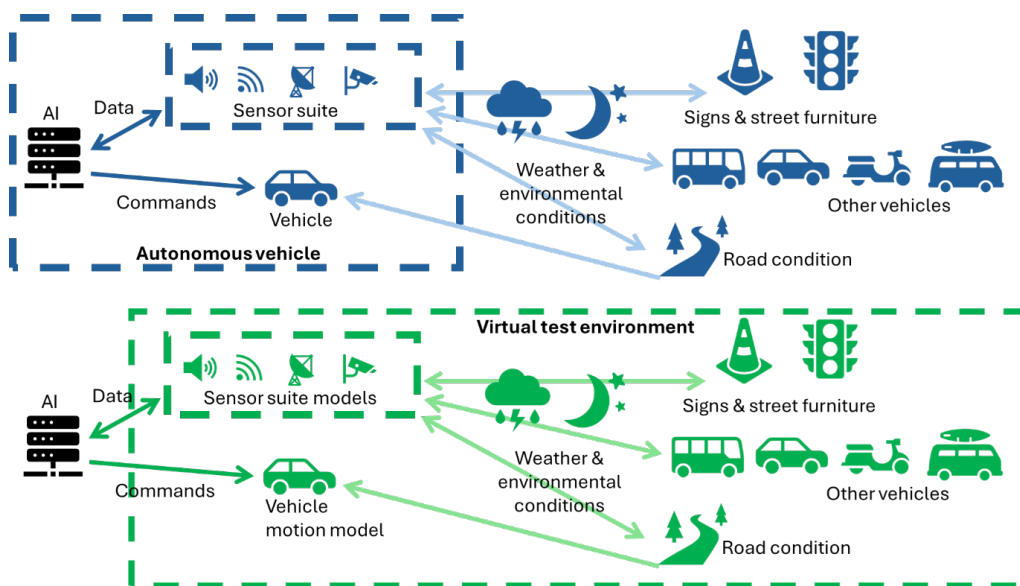 AI
Data
Sensor suite
Commands
Vehicle
Autonomous vehicle
Weather &
environmental
conditions
Signs & street furniture
Other vehicles
Road condition
Virtual test environment
AI
Data
Sensor suite models
Commands
Vehicle
motion model
Weather &
environmental
conditions
Signs & street furniture
Other vehicles
Road condition